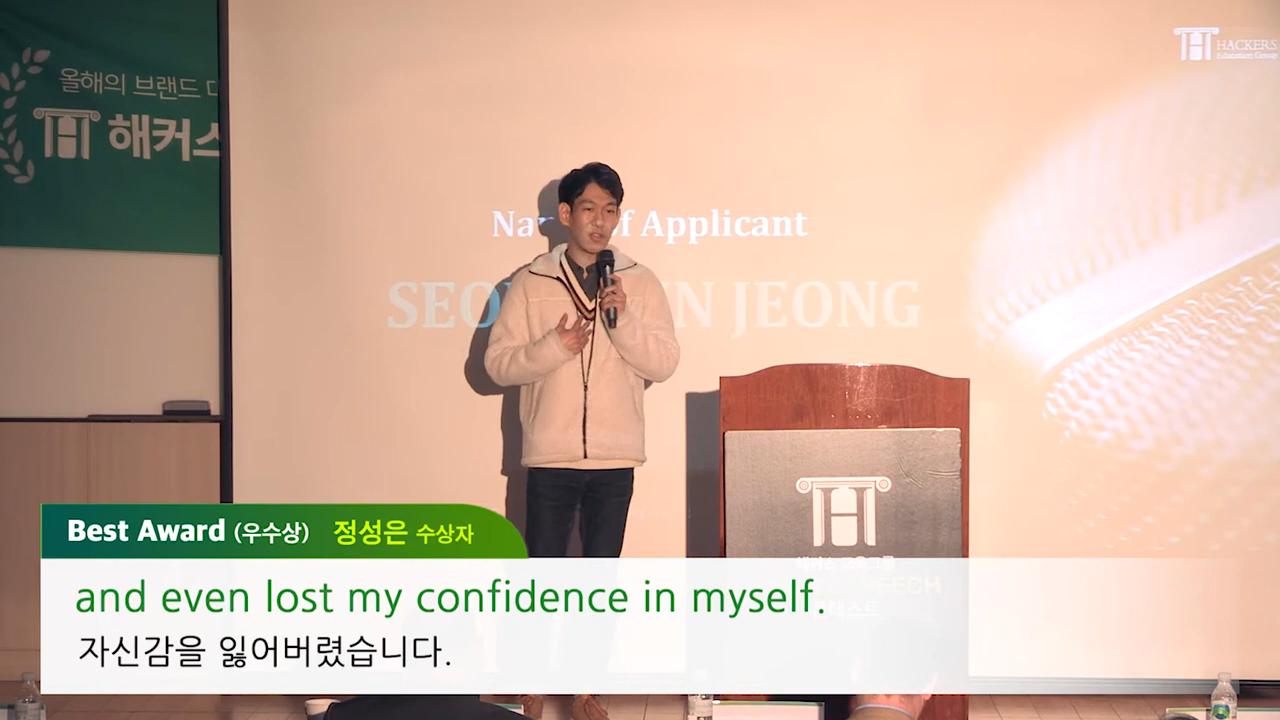 올해의 브랜드
해커스
HACKERS
Education Group
Name of Applicant
JEONG
Best Award (우수상) 정성은 수상자
and even lost my confidence in myself.
자신감을 잃어버렸습니다.